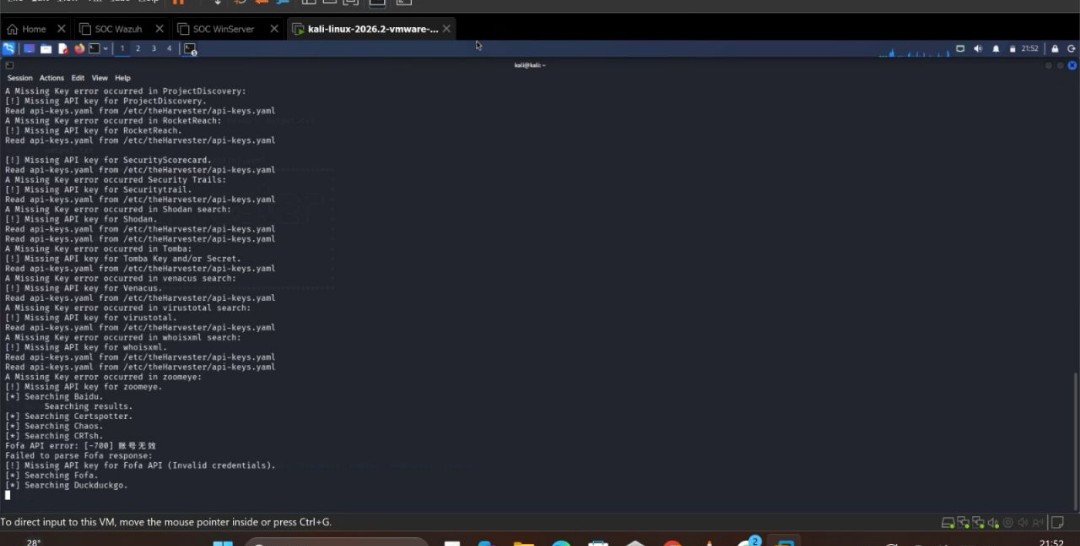 Home
SOC Wazuh
SOC WinServer
kali-linux-2026.2-vmware-...
1 2 3 4
21:52
kali@kali: ~
Session Actions Edit View Help
A Missing Key error occurred in ProjectDiscovery:
[!] Missing API key for ProjectDiscovery.
Read api-keys.yaml from /etc/theHarvester/api-keys.yaml
A Missing Key error occurred in RocketReach:
[!] Missing API key for RocketReach.
Read api-keys.yaml from /etc/theHarvester/api-keys.yaml
[!] Missing API key for SecurityScorecard.
Read api-keys.yaml from /etc/theHarvester/api-keys.yaml
A Missing Key error occurred Security Trails:
[!] Missing API key for Securitytrail.
Read api-keys.yaml from /etc/theHarvester/api-keys.yaml
A Missing Key error occurred in Shodan search:
[!] Missing API key for Shodan.
Read api-keys.yaml from /etc/theHarvester/api-keys.yaml
Read api-keys.yaml from /etc/theHarvester/api-keys.yaml
A Missing Key error occurred in Tomba:
[!] Missing API key for Tomba Key and/or Secret.
Read api-keys.yaml from /etc/theHarvester/api-keys.yaml
A Missing Key error occurred in venacus search:
[!] Missing API key for Venacus.
Read api-keys.yaml from /etc/theHarvester/api-keys.yaml
A Missing Key error occurred in virustotal search:
[!] Missing API key for virustotal.
Read api-keys.yaml from /etc/theHarvester/api-keys.yaml
A Missing Key error occurred in whoisxml search:
[!] Missing API key for whoisxml.
Read api-keys.yaml from /etc/theHarvester/api-keys.yaml
Read api-keys.yaml from /etc/theHarvester/api-keys.yaml
A Missing Key error occurred in zoomeye:
[!] Missing API key for zoomeye.
[*] Searching Baidu.
Searching results.
[*] Searching Certspotter.
[*] Searching Chaos.
[*] Searching CRTsh.
Fofa API error: [-700] 账号无效
Failed to parse Fofa response:
[!] Missing API key for Fofa API (Invalid credentials).
[*] Searching Fofa.
[*] Searching Duckduckgo.
To direct input to this VM, move the mouse pointer inside or press Ctrl+G.
28°
2
21:52